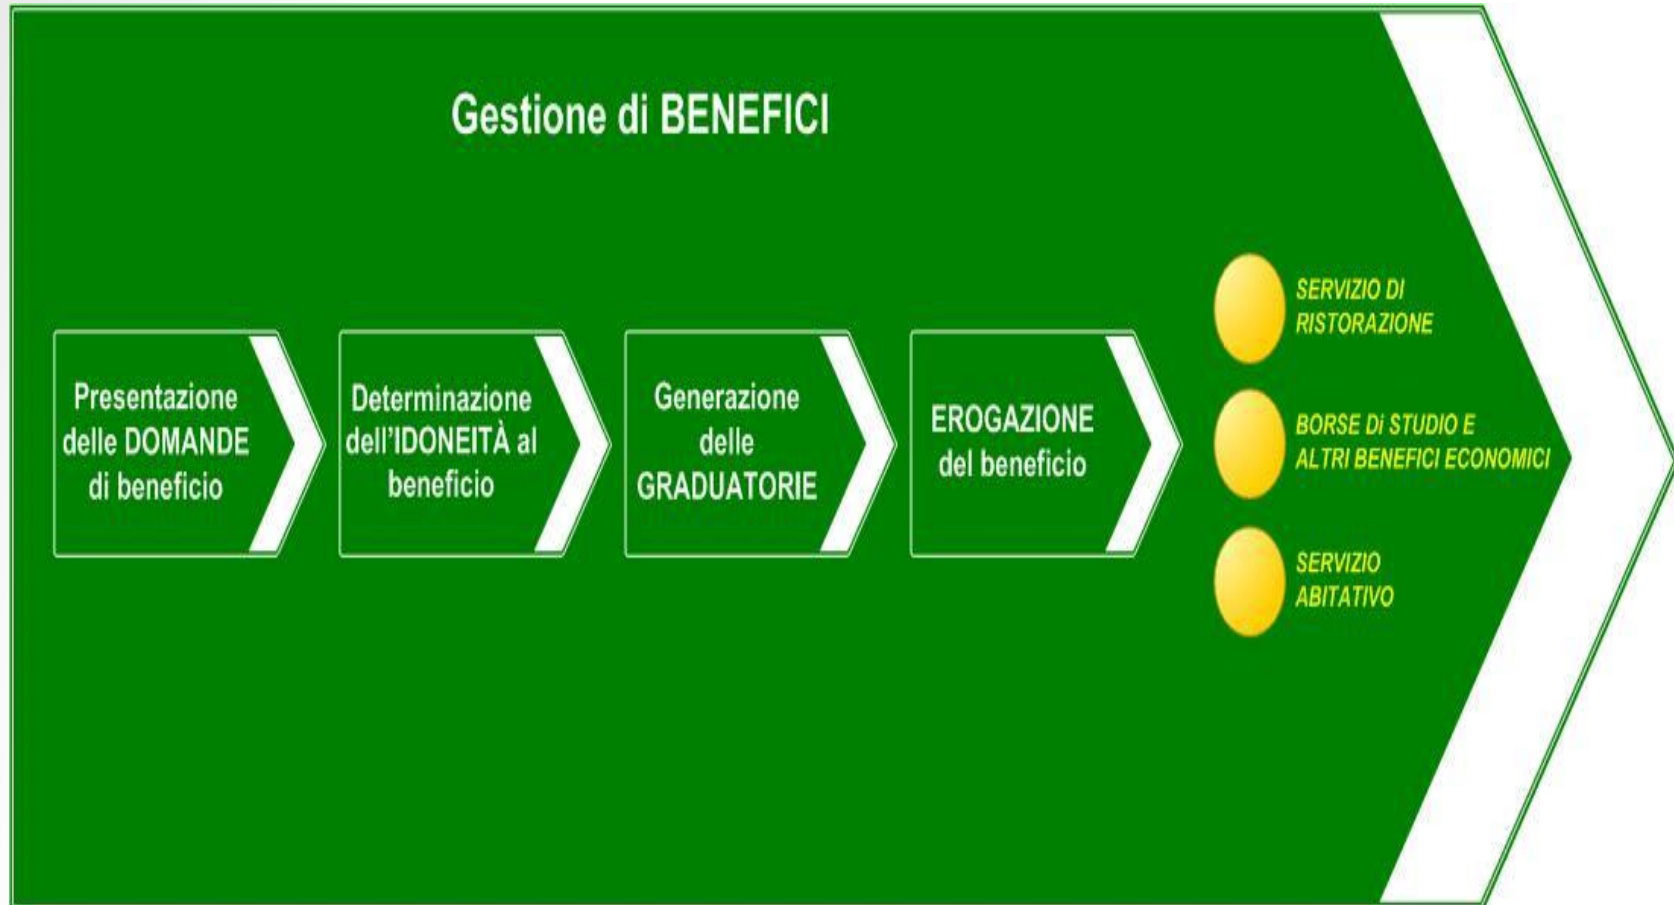 Gestione di BENEFICI
Presentazione
delle DOMANDE
di beneficio
Determinazione
dell'IDONEITÀ al
beneficio
Generazione
delle
GRADUATORIE
EROGAZIONE
del beneficio
SERVIZIO DI
RISTORAZIONE
BORSE Di STUDIO E
ALTRI BENEFICI ECONOMICI
SERVIZIO
ABITATIVO